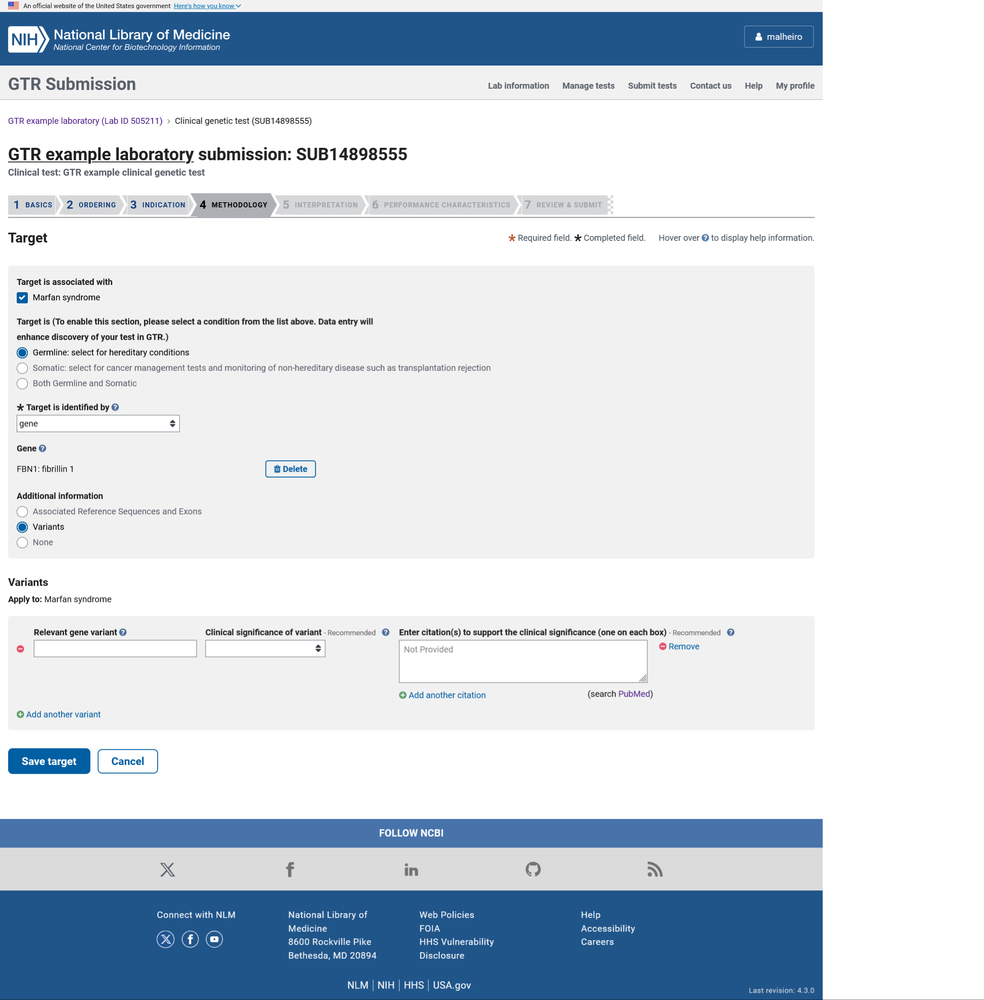 An official website of the United States government Here's how you know
NIH National Library of Medicine
National Center for Biotechnology Information
malheiro
GTR Submission
Lab information Manage tests Submit tests Contact us Help My profile
GTR example laboratory (Lab ID 505211) › Clinical genetic test (SUB14898555)
GTR example laboratory submission: SUB14898555
Clinical test: GTR example clinical genetic test
1 BASICS 2 ORDERING 3 INDICATION 4 METHODOLOGY 5 INTERPRETATION 6 PERFORMANCE CHARACTERISTICS 7 REVIEW & SUBMIT
Target
* Required field. * Completed field. Hover over ? to display help information.
Target is associated with
Marfan syndrome
Target is (To enable this section, please select a condition from the list above. Data entry will
enhance discovery of your test in GTR.)
Germline: select for hereditary conditions
Somatic: select for cancer management tests and monitoring of non-hereditary disease such as transplantation rejection
Both Germline and Somatic
* Target is identified by ?
gene
Gene ?
FBN1: fibrillin 1
Delete
Additional information
Associated Reference Sequences and Exons
Variants
None
Variants
Apply to: Marfan syndrome
Relevant gene variant ? Clinical significance of variant - Recommended ? Enter citation(s) to support the clinical significance (one on each box) - Recommended ?
Not Provided
Remove
Add another citation
(search PubMed)
Add another variant
Save target Cancel
FOLLOW NCBI
Connect with NLM
National Library of
Medicine
8600 Rockville Pike
Bethesda, MD 20894
Web Policies
FOIA
HHS Vulnerability
Disclosure
Help
Accessibility
Careers
NLM | NIH | HHS | USA.gov
Last revision: 4.3.0